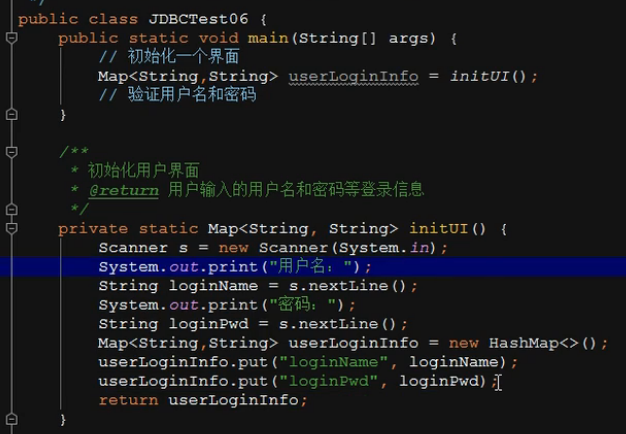 */
public class JDBCTest06 {
public static void main(String[] args) {
// 初始化一个界面
Map<String,String> userLoginInfo = initUI();
// 验证用户名和密码
}
/**
* 初始化用户界面
* @return 用户输入的用户名和密码等登录信息
*/
private static Map<String, String> initUI() {
Scanner s = new Scanner(System.in);
System.out.print("用户名：");
String loginName = s.nextLine();
System.out.print("密码：");
String loginPwd = s.nextLine();
Map<String,String> userLoginInfo = new HashMap<>();
userLoginInfo.put("loginName", loginName);
userLoginInfo.put("loginPwd", loginPwd);
return userLoginInfo;
}